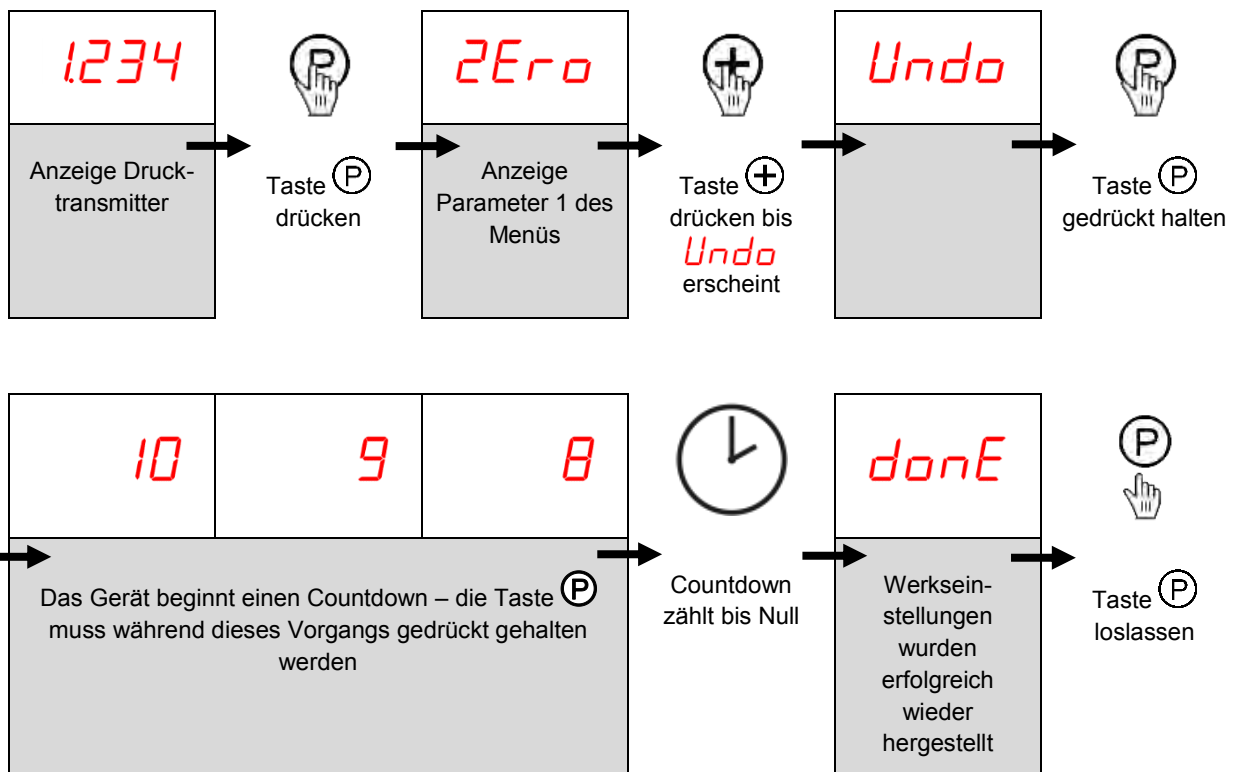 1.234
P
2Ero
Undo
P
Anzeige Druck-
transmitter
Taste P
drücken
Anzeige
Parameter 1 des
Menüs
Taste +
drücken bis
Undo
erscheint
Taste P
gedrückt halten
10
9
8
donE
P
Das Gerät beginnt einen Countdown – die Taste P
muss während dieses Vorgangs gedrückt gehalten
werden
Countdown
zählt bis Null
Werksein-
stellungen
wurden
erfolgreich
wieder
hergestellt
Taste P
loslassen